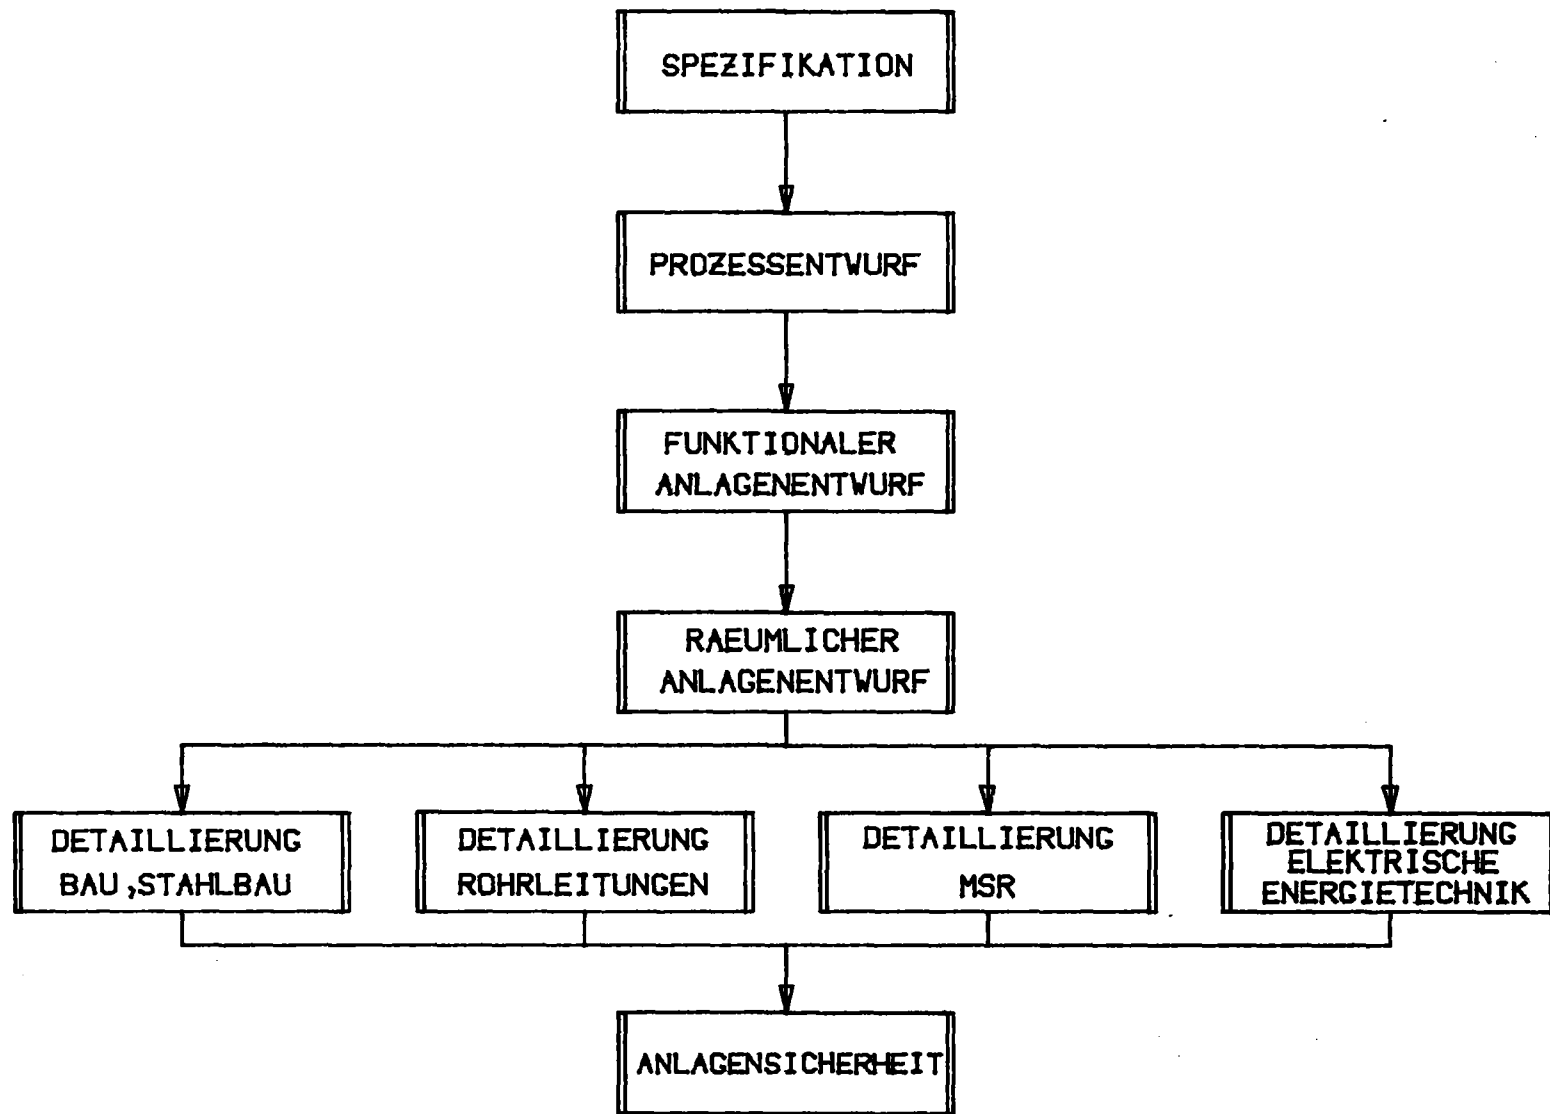 SPEZIFIKATION
PROZESSENTWURF
FUNKTIONALER
ANLAGENENTWURF
RAEUMLICHER
ANLAGENENTWURF
DETAILLIERUNG
BAU,STAHLBAU
DETAILLIERUNG
ROHRLEITUNGEN
DETAILLIERUNG
MSR
DETAILLIERUNG
ELEKTRISCHE
ENERGIETECHNIK
ANLAGENSICHERHEIT